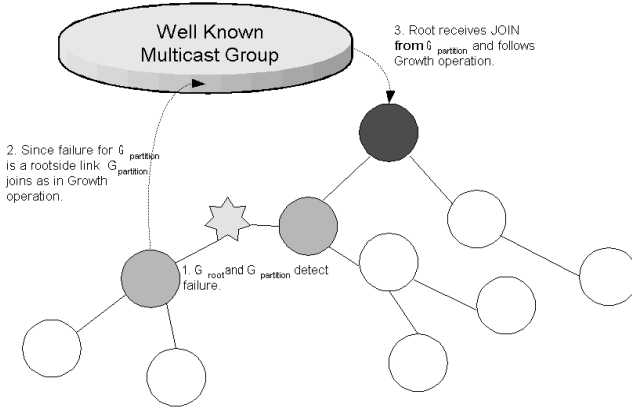 Well Known
Multicast Group
3. Root receives JOIN
from G partition and follows
Growth operation.
2. Since failure for G partition
is a rootside link G partition
joins as in Growth
operation.
1. G root and G partition detect
failure.